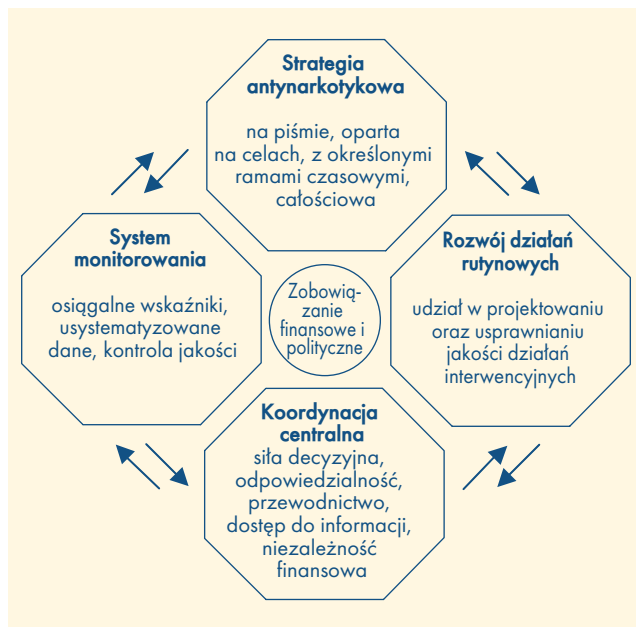 Strategia
antynarkotykowa
na piśmie, oparta
na celach, z określonymi
ramami czasowymi,
całościowa
System
monitorowania
osiągalne wskaźniki,
usystematyzowane
dane, kontrola jakości
Zobowią-
zanie
finansowe i
polityczne
Rozwój działań
rutynowych
udział w projektowaniu
oraz usprawnianiu
jakości działań
interwencyjnych
Koordynacja
centralna
siła decyzyjna,
odpowiedzialność,
przewodnictwo,
dostęp do informacji,
niezależność
finansowa